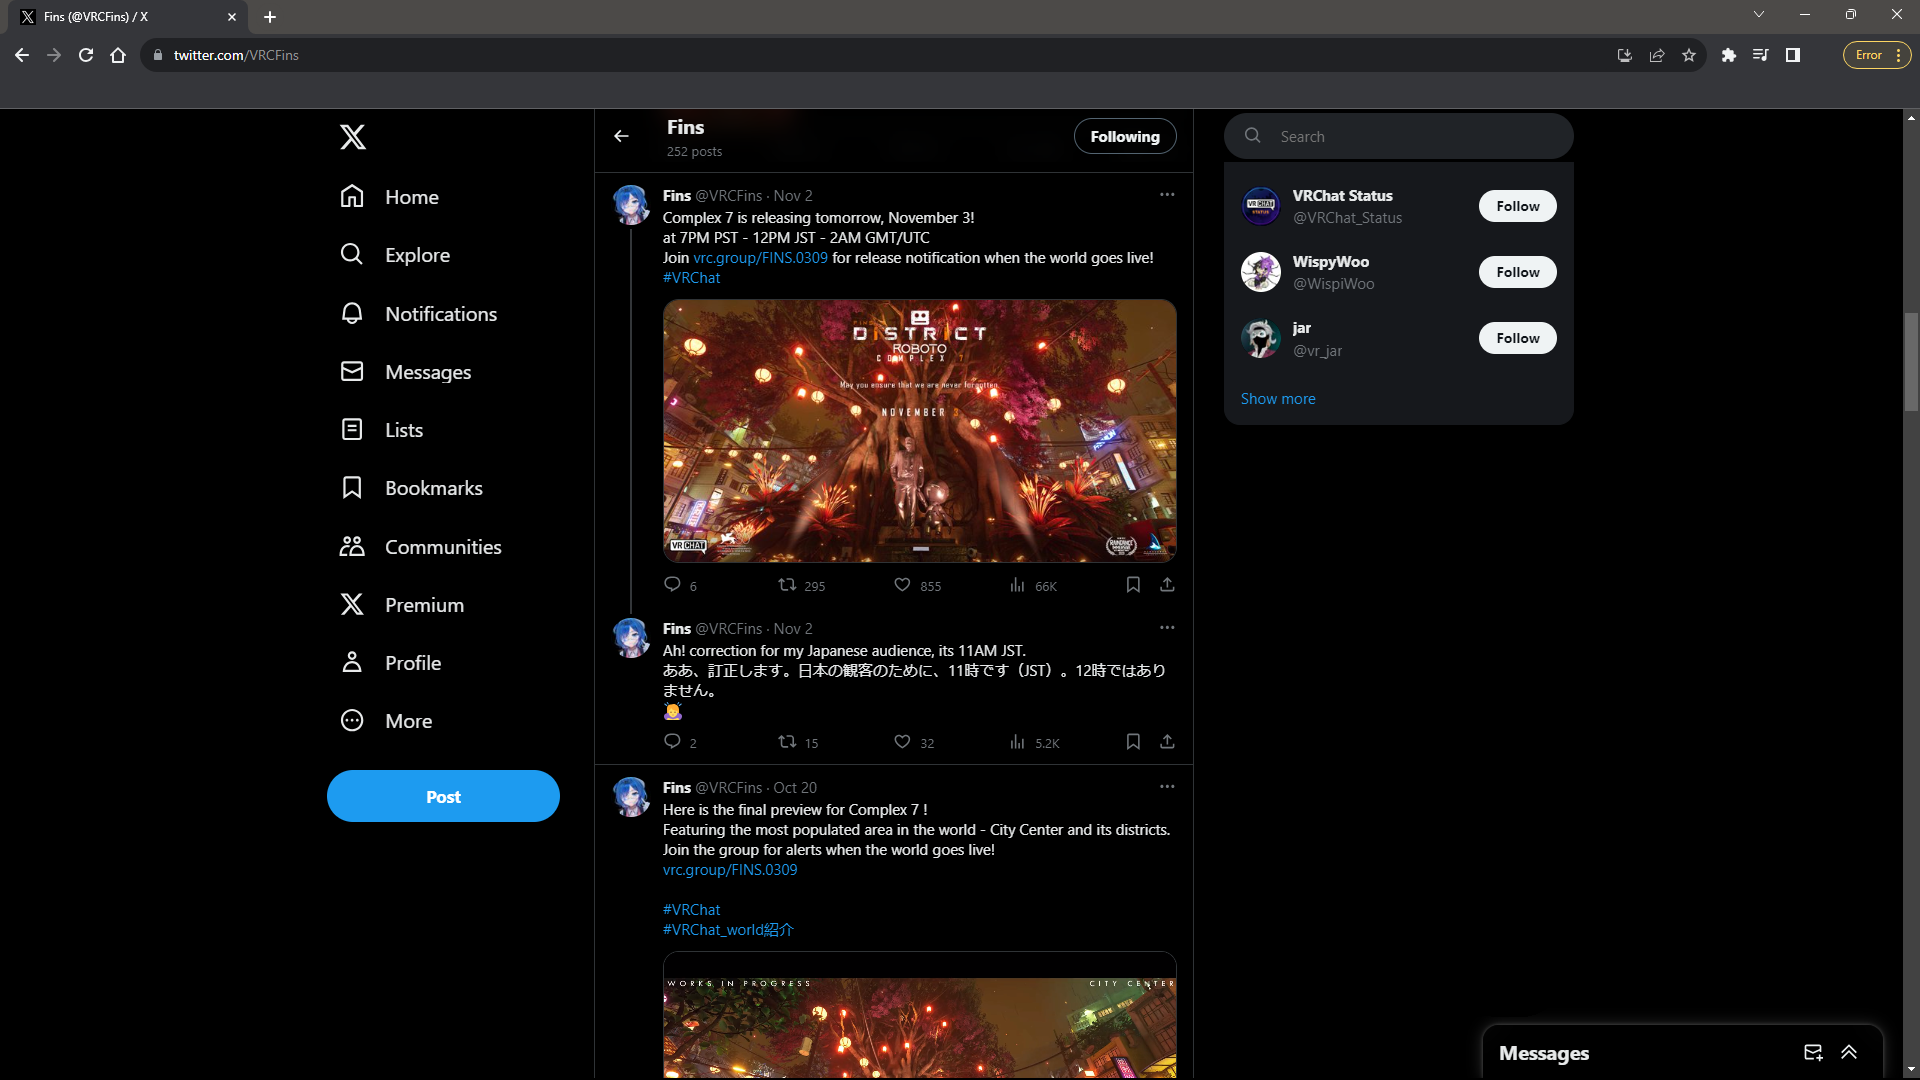 Fins (@VRCFins) / X
twitter.com/VRCFins
Error
Home
Explore
Notifications
Messages
Lists
Bookmarks
Communities
Premium
Profile
More
Post
Fins
252 posts
Following
Fins @VRCFins · Nov 2
Complex 7 is releasing tomorrow, November 3!
at 7PM PST - 12PM JST - 2AM GMT/UTC
Join vrc.group/FINS.0309 for release notification when the world goes live!
#VRChat
DISTRICT
ROBOTO
COMPLEX 7
May you ensure that we are never forgotten.
NOVEMBER 3
VRCHAT
6
295
855
66K
Fins @VRCFins · Nov 2
Ah! correction for my Japanese audience, its 11AM JST.
ああ、訂正します。日本の観客のために、11時です（JST）。12時ではあり
ません。
2
15
32
5.2K
Fins @VRCFins · Oct 20
Here is the final preview for Complex 7 !
Featuring the most populated area in the world - City Center and its districts.
Join the group for alerts when the world goes live!
vrc.group/FINS.0309
#VRChat
#VRChat_world紹介
WORKS IN PROGRESS
CITY CENTER
Search
VRChat Status
@VRChat_Status
Follow
WispyWoo
@WispiWoo
Follow
jar
@vr_jar
Follow
Show more
Messages